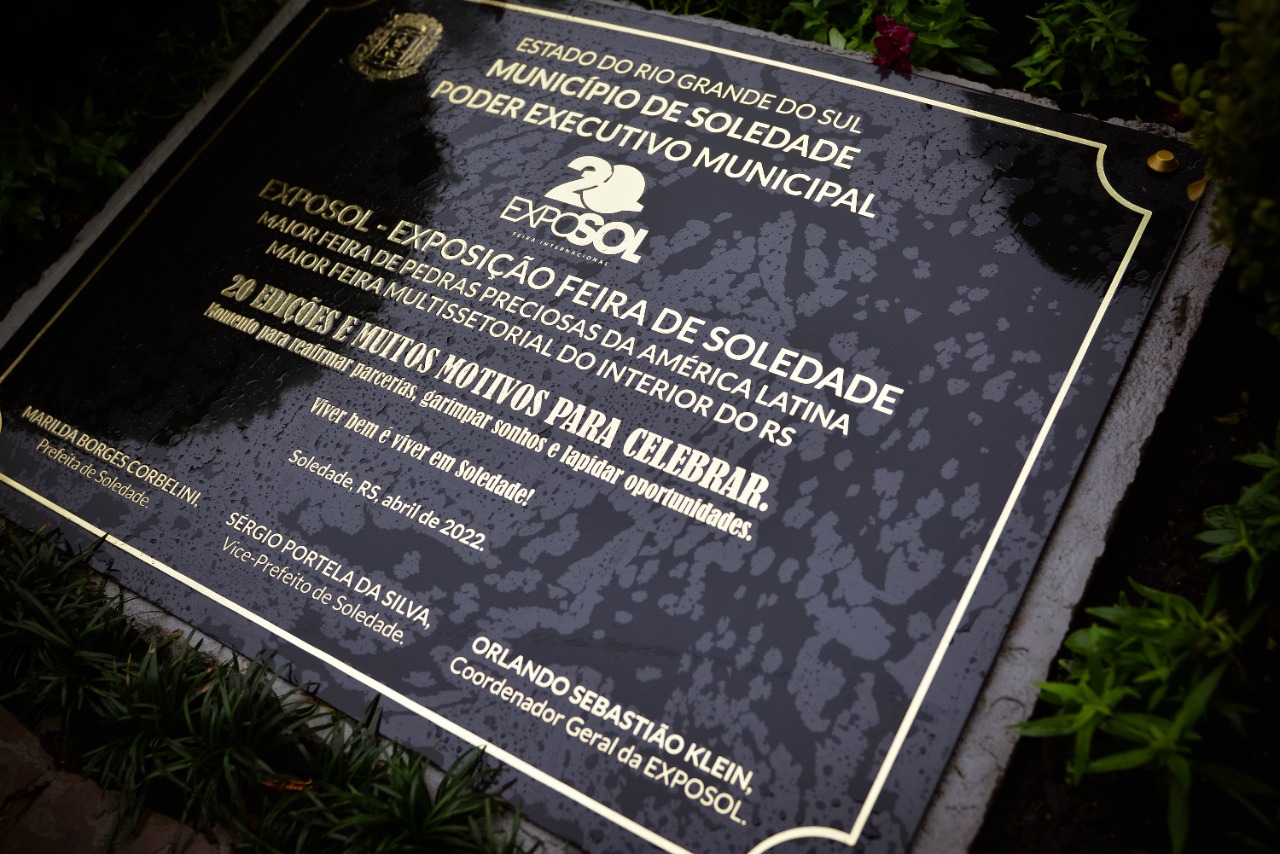 ESTADO DO RIO GRANDE DO SUL
MUNICÍPIO DE SOLEDADE
PODER EXECUTIVO MUNICIPAL
20
EXPOSOL
FEIRA INTERNACIONAL
EXPOSOL - EXPOSIÇÃO FEIRA DE SOLEDADE
MAIOR FEIRA DE PEDRAS PRECIOSAS DA AMÉRICA LATINA
MAIOR FEIRA MULTISSETORIAL DO INTERIOR DO RS
20 EDIÇÕES E MUITOS MOTIVOS PARA CELEBRAR.
Momento para reafirmar parcerias, garimpar sonhos e lapidar oportunidades.
Viver bem é viver em Soledade!
Soledade, RS, abril de 2022.
MARILDA BORGES CORBELINI,
Prefeita de Soledade.
SÉRGIO PORTELA DA SILVA,
Vice-Prefeito de Soledade.
ORLANDO SEBASTIÃO KLEIN,
Coordenador Geral da EXPOSOL.